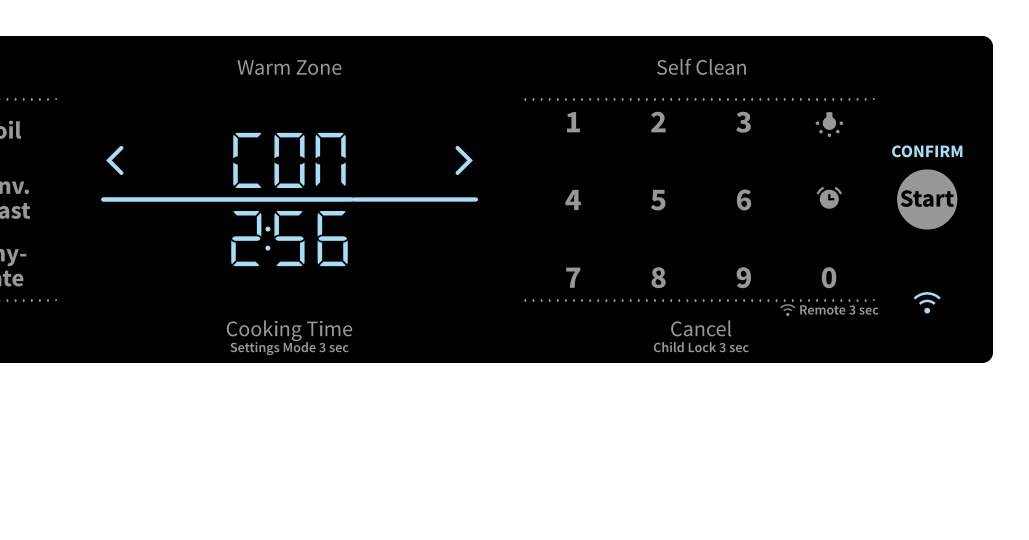 Warm Zone
Self Clean
oil
nv.
ast
ny-
ate
CON
2:56
1 2 3
4 5 6
7 8 9 0
CONFIRM
Start
Remote 3 sec
Cooking Time
Settings Mode 3 sec
Cancel
Child Lock 3 sec